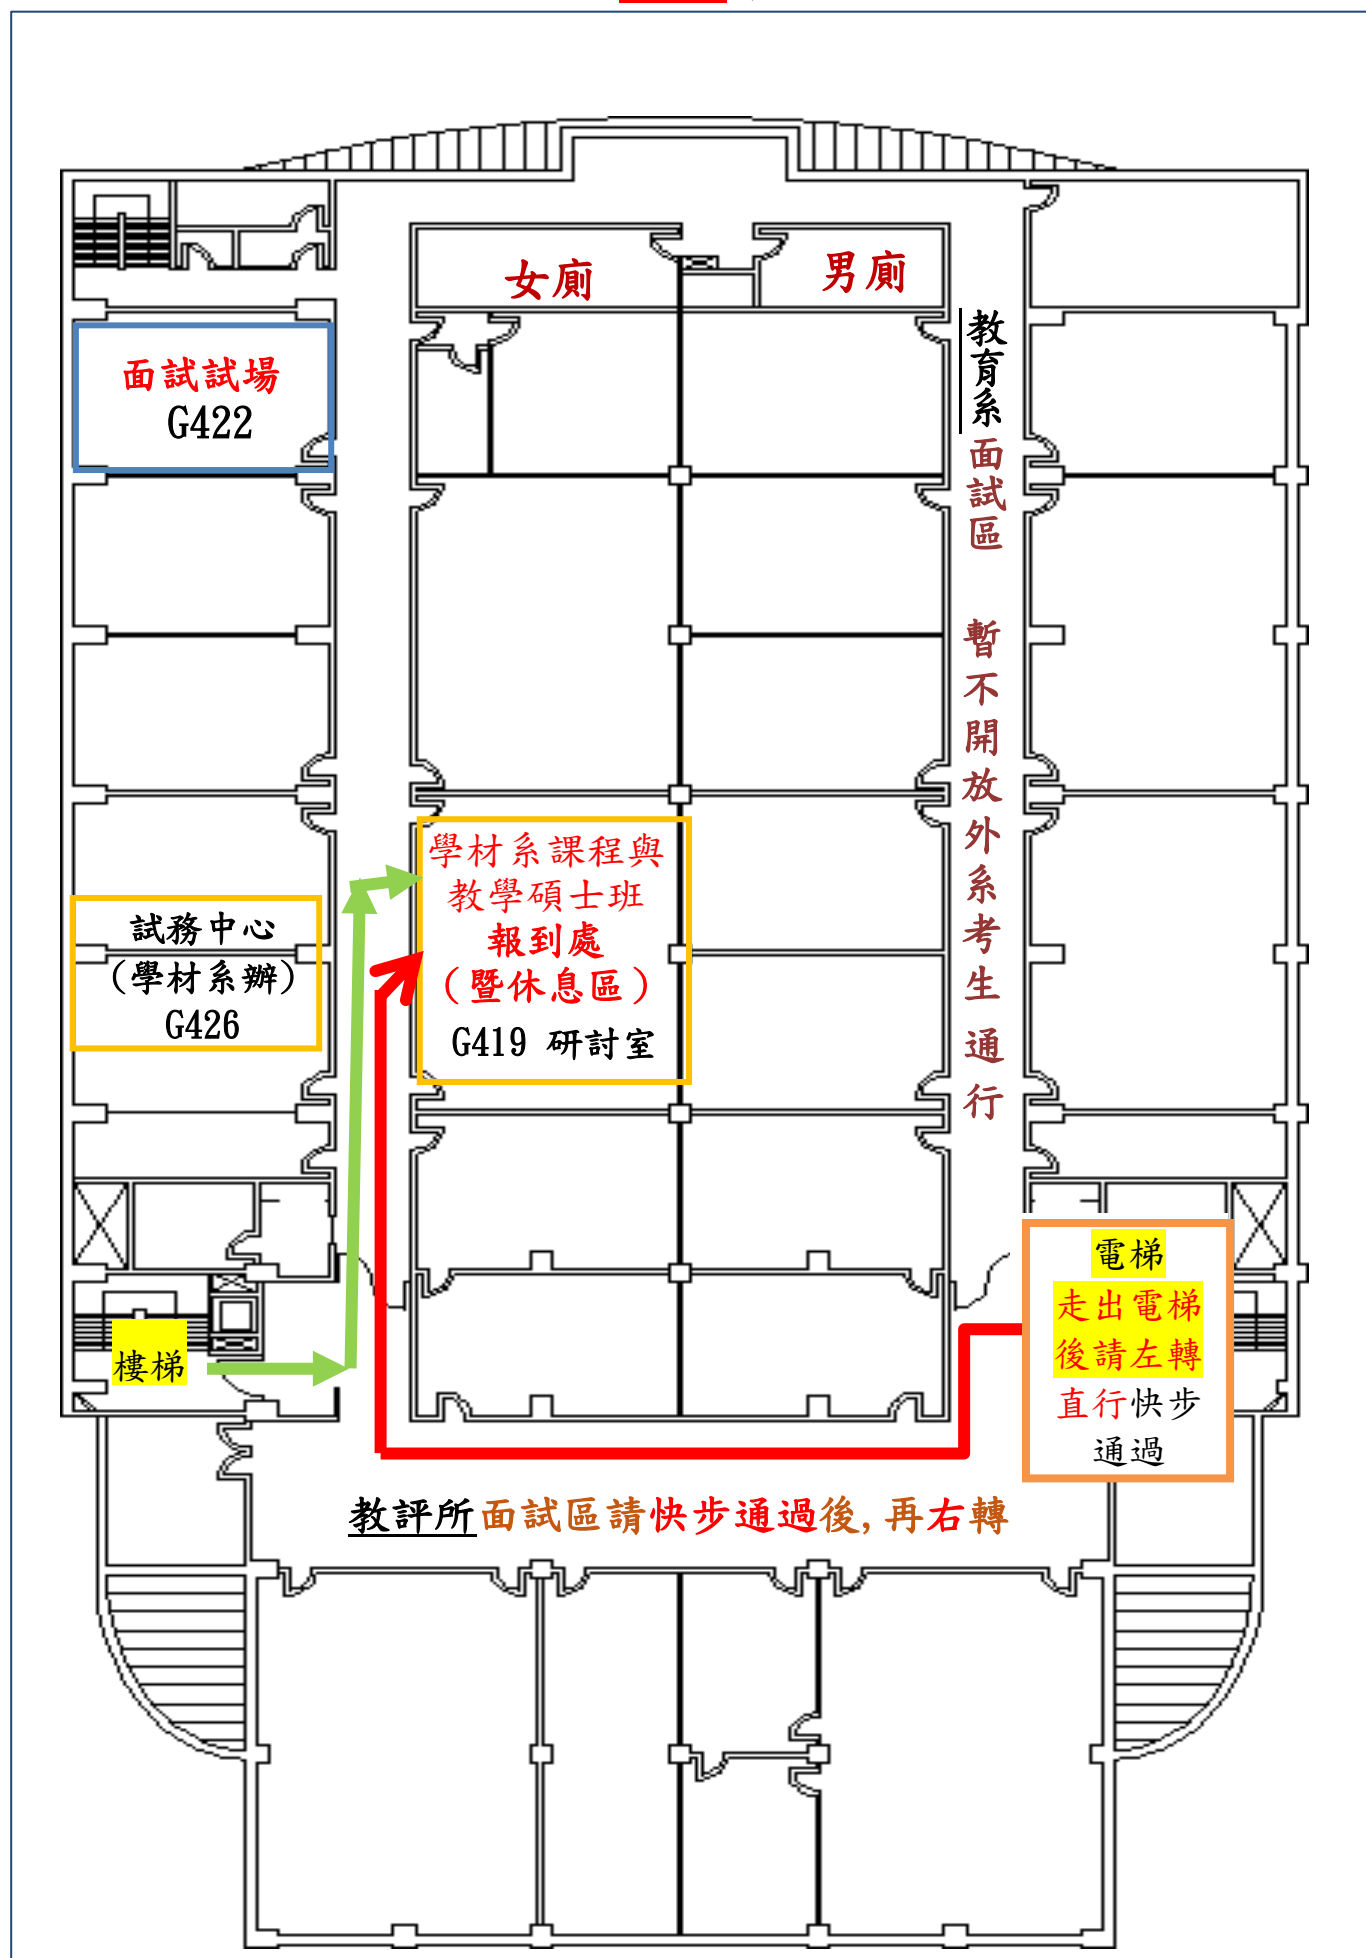 女廁
男廁
面試試場
G422
教育系面試區 暫不開放外系考生通行
學材系課程與
教學碩士班
報到處
(暨休息區)
G419 研討室
試務中心
(學材系辦)
G426
電梯
走出電梯
後請左轉
直行快步
通過
樓梯
教評所面試區請快步通過後,再右轉